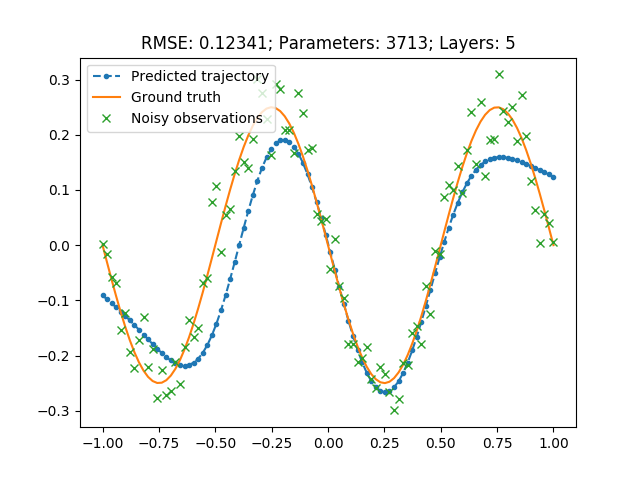 RMSE: 0.12341; Parameters: 3713; Layers: 5
Predicted trajectory
Ground truth
Noisy observations
0.3
0.2
0.1
0.0
−0.1
−0.2
−0.3
−1.00 −0.75 −0.50 −0.25 0.00 0.25 0.50 0.75 1.00